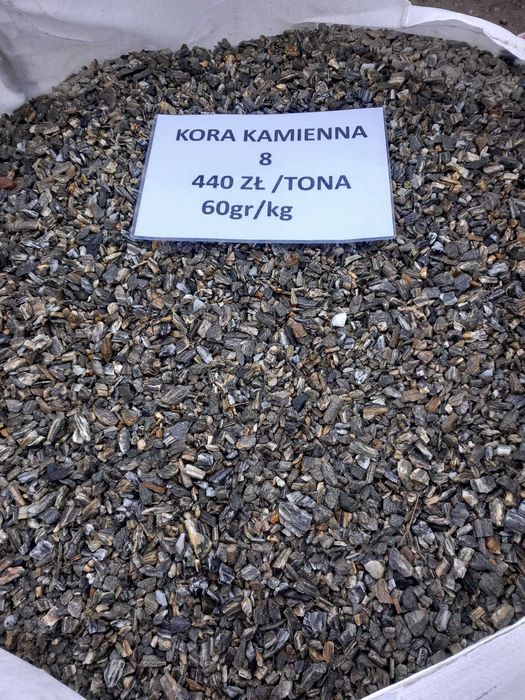 KORA KAMIENNA
8
440 ZŁ /TONA
60gr/kg